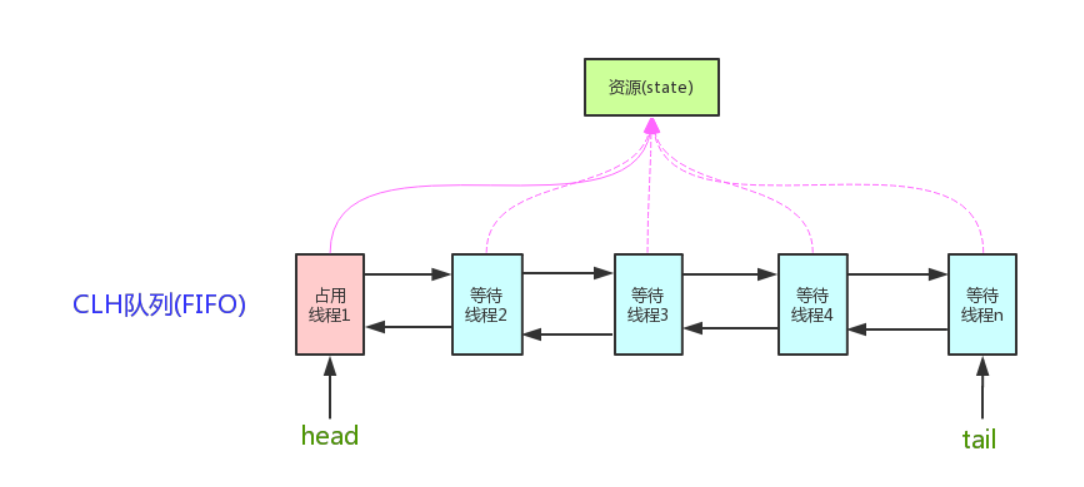 资源(state)
占用
线程1
等待
线程2
等待
线程3
等待
线程4
等待
线程n
CLH队列(FIFO)
head
tail